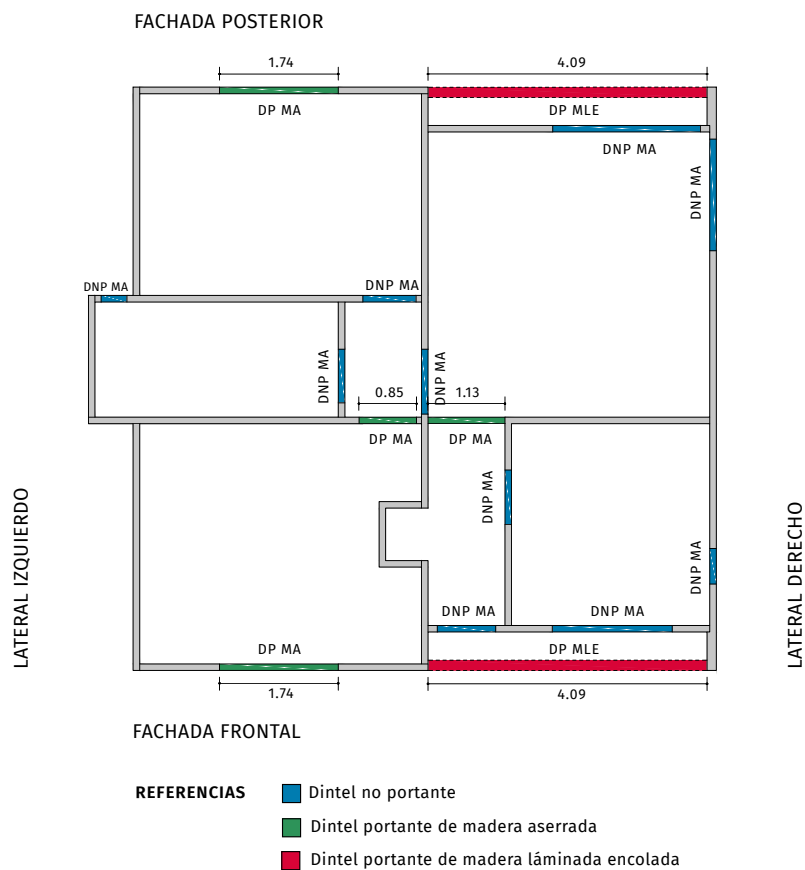 FACHADA POSTERIOR
1.74
4.09
DP MA
DP MLE
DNP MA
DNP MA
DNP MA
DNP MA
DNP MA
DNP MA
0.85
1.13
DP MA
DP MA
DNP MA
DNP MA
LATERAL IZQUIERDO
LATERAL DERECHO
DNP MA
DNP MA
DP MA
DP MLE
1.74
4.09
FACHADA FRONTAL
REFERENCIAS
Dintel no portante
Dintel portante de madera aserrada
Dintel portante de madera láminada encolada